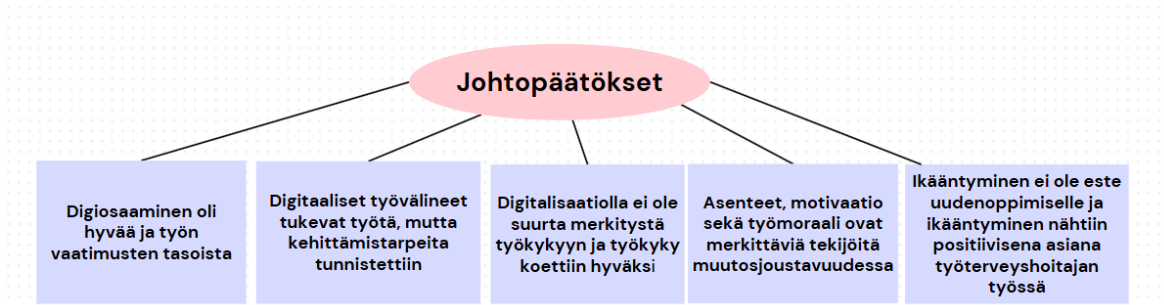 Johtopäätökset
Digiosaaminen oli
hyvää ja työn
vaatimusten tasoista
Digitaaliset työvälineet
tukevat työtä, mutta
kehittämistarpeita
tunnistettiin
Digitalisaatiolla ei ole
suurta merkitystä
työkykyyn ja työkyky
koettiin hyväksi
Asenteet, motivaatio
sekä työmoraali ovat
merkittäviä tekijöitä
muutosjoustavuudessa
Ikääntyminen ei ole este
uudenoppimiselle ja
ikääntyminen nähtiin
positiivisena asiana
työterveyshoitajan
työssä